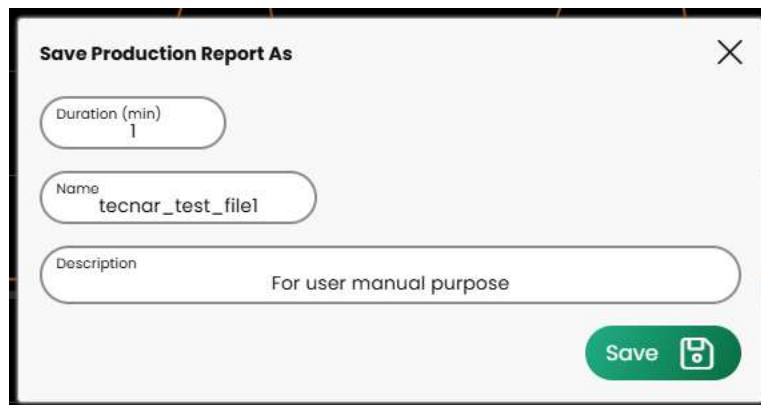 Save Production Report As
Duration (min)
1
Name
tecnar_test_file1
Description
For user manual purpose
Save